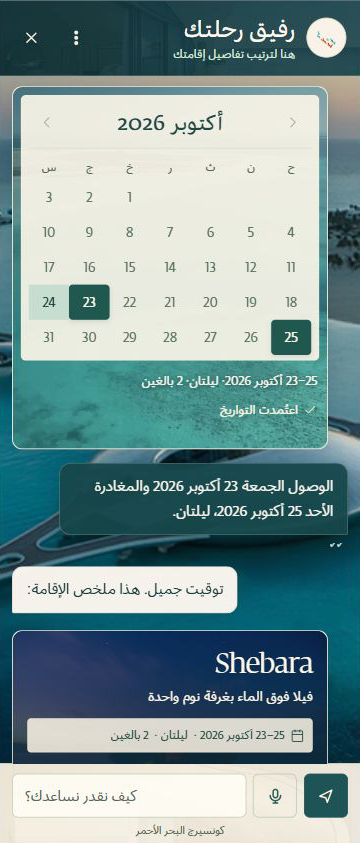 رفيق رحلتك
هنا لترتيب تفاصيل إقامتك
أكتوبر 2026
ح ن ث ر خ ج س
1 2 3
4 5 6 7 8 9 10
11 12 13 14 15 16 17
18 19 20 21 22 23 24
25 26 27 28 29 30 31
23–25 أكتوبر 2026 · ليلتان · 2 بالغين
اعتُمدت التواريخ
الوصول الجمعة 23 أكتوبر 2026 والمغادرة
الأحد 25 أكتوبر 2026، ليلتان.
توقيت جميل. هذا ملخص الإقامة:
Shebara
فيلا فوق الماء بغرفة نوم واحدة
23–25 أكتوبر 2026 · ليلتان · 2 بالغين
كيف نقدر نساعدك؟
كونسيرج البحر الأحمر